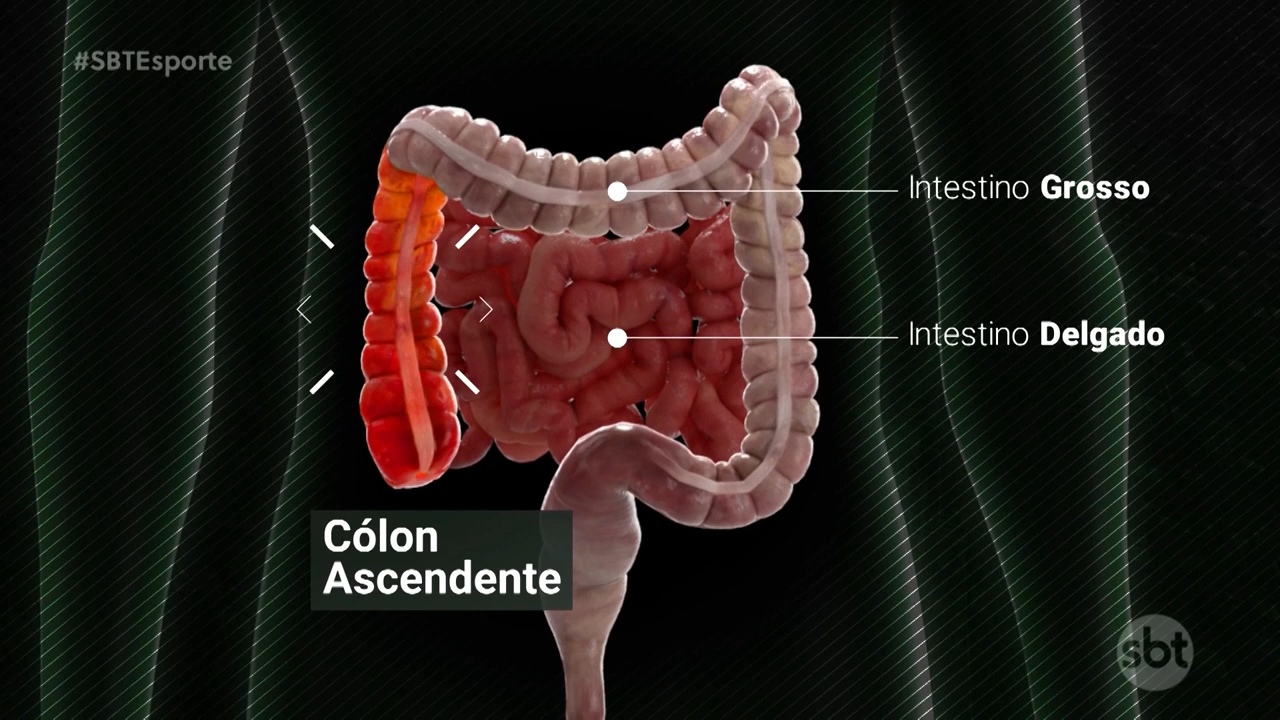 #SBTEsporte
Intestino Grosso
Intestino Delgado
Cólon
Ascendente
sbt